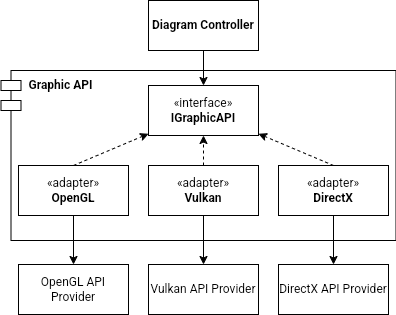 Diagram Controller
Graphic API
«interface»
IGraphicAPI
«adapter»
OpenGL
«adapter»
Vulkan
«adapter»
DirectX
OpenGL API
Provider
Vulkan API Provider
DirectX API Provider